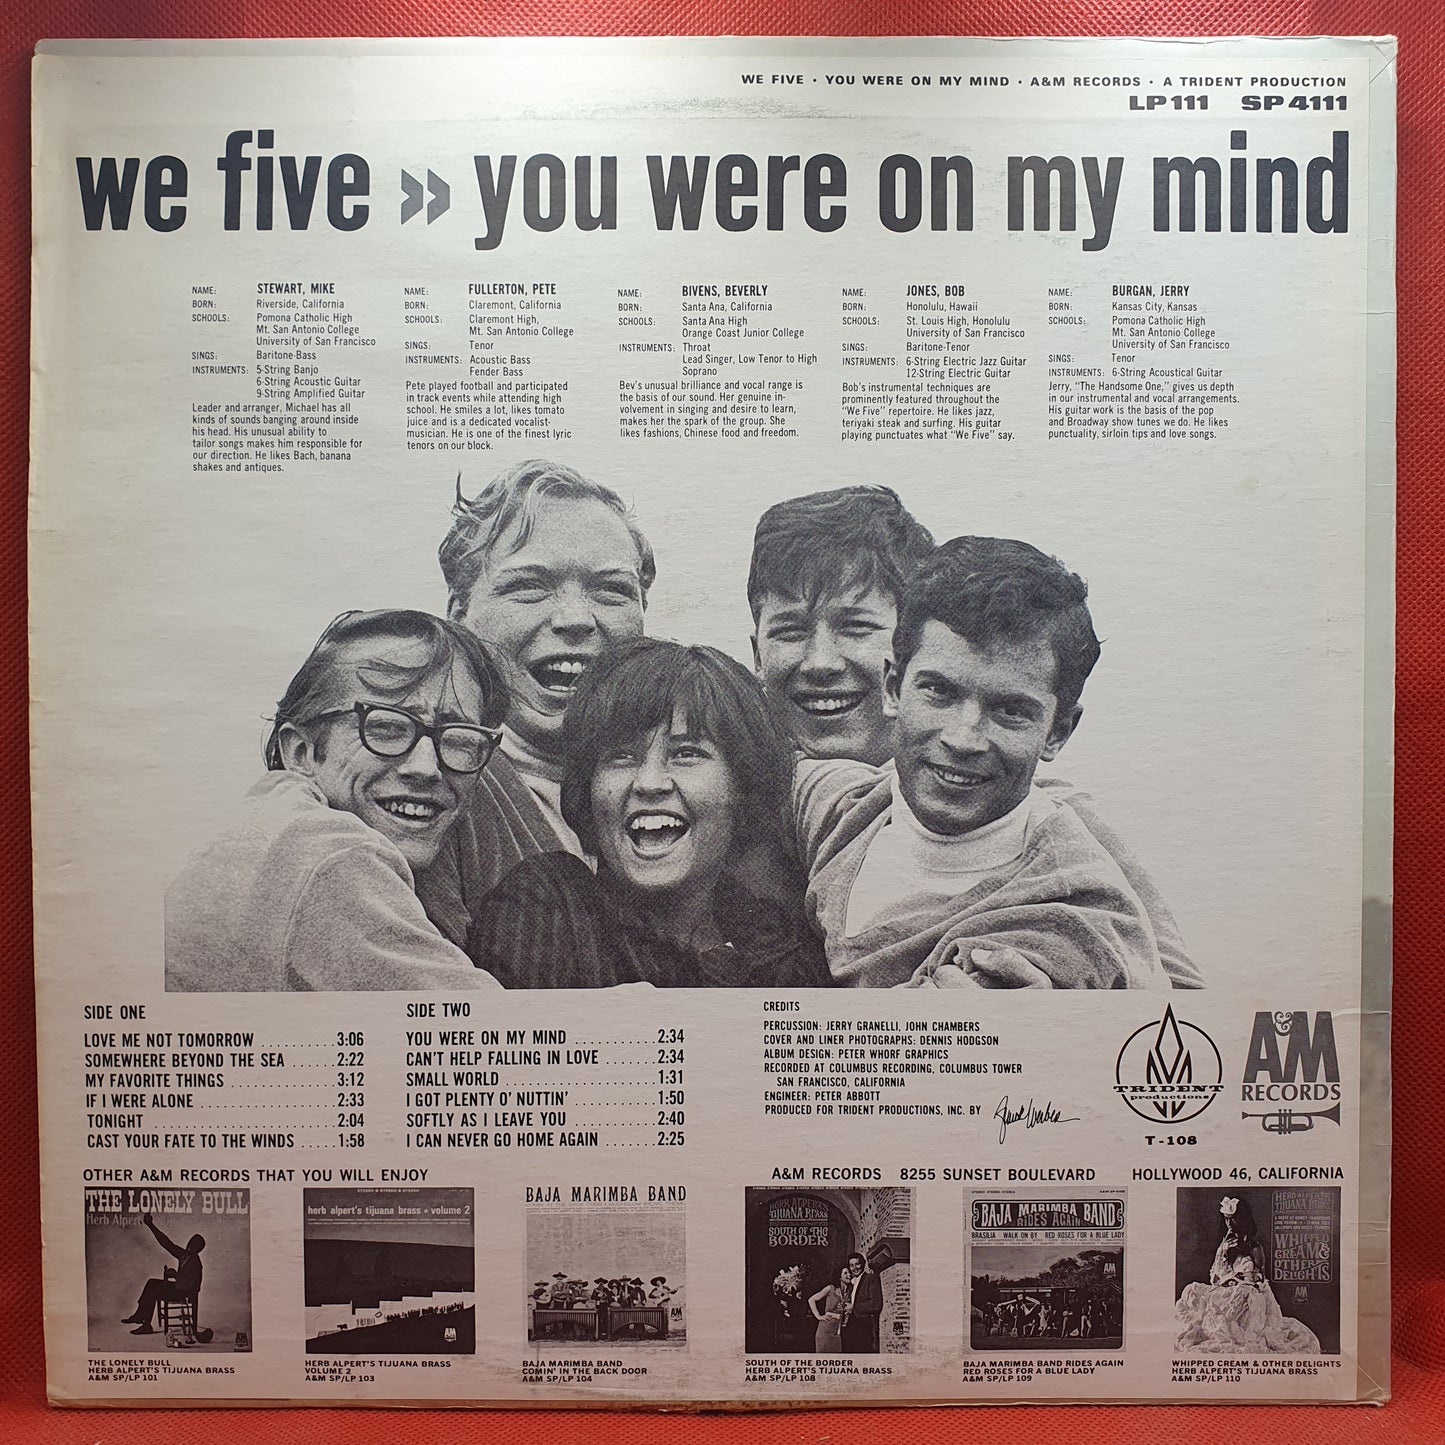 WE FIVE · YOU WERE ON MY MIND · A&M RECORDS · A TRIDENT PRODUCTION
LP 111 SP 4111
we five » you were on my mind
NAME: STEWART, MIKE
BORN: Riverside, California
SCHOOLS: Pomona Catholic High
Mt. San Antonio College
University of San Francisco
SINGS: Baritone-Bass
INSTRUMENTS: 5-String Banjo
6-String Acoustic Guitar
9-String Amplified Guitar
Leader and arranger, Michael has all
kinds of sounds banging around inside
his head. His unusual ability to
tailor songs makes him responsible for
our direction. He likes Bach, banana
shakes and antiques.
NAME: FULLERTON, PETE
BORN: Claremont, California
SCHOOLS: Claremont High,
Mt. San Antonio College
SINGS: Tenor
INSTRUMENTS: Acoustic Bass
Fender Bass
Pete played football and participated
in track events while attending high
school. He smiles a lot, likes tomato
juice and is a dedicated vocalist-
musician. He is one of the finest lyric
tenors on our block.
NAME: BIVENS, BEVERLY
BORN: Santa Ana, California
SCHOOLS: Santa Ana High
Orange Coast Junior College
INSTRUMENTS: Throat
Lead Singer, Low Tenor to High
Soprano
Bev's unusual brilliance and vocal range is
the basis of our sound. Her genuine in-
volvement in singing and desire to learn,
makes her the spark of the group. She
likes fashions, Chinese food and freedom.
NAME: JONES, BOB
BORN: Honolulu, Hawaii
SCHOOLS: St. Louis High, Honolulu
University of San Francisco
SINGS: Baritone-Tenor
INSTRUMENTS: 6-String Electric Jazz Guitar
12-String Electric Guitar
Bob's instrumental techniques are
prominently featured throughout the
"We Five" repertoire. He likes jazz,
teriyaki steak and surfing. His guitar
playing punctuates what "We Five" say.
NAME: BURGAN, JERRY
BORN: Kansas City, Kansas
SCHOOLS: Pomona Catholic High
Mt. San Antonio College
University of San Francisco
SINGS: Tenor
INSTRUMENTS: 6-String Acoustical Guitar
Jerry, "The Handsome One," gives us depth
in our instrumental and vocal arrangements.
His guitar work is the basis of the pop
and Broadway show tunes we do. He likes
punctuality, sirloin tips and love songs.
SIDE ONE
LOVE ME NOT TOMORROW .......... 3:06
SOMEWHERE BEYOND THE SEA ...... 2:22
MY FAVORITE THINGS ............ 3:12
IF I WERE ALONE ............... 2:33
TONIGHT ....................... 2:04
CAST YOUR FATE TO THE WINDS ..... 1:58
SIDE TWO
YOU WERE ON MY MIND ........... 2:34
CAN'T HELP FALLING IN LOVE ....... 2:34
SMALL WORLD ................... 1:31
I GOT PLENTY O' NUTTIN' ........... 1:50
SOFTLY AS I LEAVE YOU ........... 2:40
I CAN NEVER GO HOME AGAIN ....... 2:25
CREDITS
PERCUSSION: JERRY GRANELLI, JOHN CHAMBERS
COVER AND LINER PHOTOGRAPHS: DENNIS HODGSON
ALBUM DESIGN: PETER WHORF GRAPHICS
RECORDED AT COLUMBUS RECORDING, COLUMBUS TOWER
SAN FRANCISCO, CALIFORNIA
ENGINEER: PETER ABBOTT
PRODUCED FOR TRIDENT PRODUCTIONS, INC. BY
TRIDENT
productions
T-108
A&M
RECORDS
OTHER A&M RECORDS THAT YOU WILL ENJOY
A&M RECORDS 8255 SUNSET BOULEVARD HOLLYWOOD 46, CALIFORNIA
THE LONELY BULL
Herb Alpert
THE LONELY BULL
HERB ALPERT'S TIJUANA BRASS
A&M SP/LP 101
herb alpert's tijuana brass · volume 2
A&M
HERB ALPERT'S TIJUANA BRASS
VOLUME 2
A&M SP/LP 103
BAJA MARIMBA BAND
A&M
BAJA MARIMBA BAND
COMIN' IN THE BACK DOOR
A&M SP/LP 104
HERB ALPERT'S
TIJUANA BRASS
SOUTH OF THE
BORDER
SOUTH OF THE BORDER
HERB ALPERT'S TIJUANA BRASS
A&M SP/LP 108
BAJA MARIMBA BAND
RIDES AGAIN
BRASILIA WALK ON BY RED ROSES FOR A BLUE LADY
A&M
BAJA MARIMBA BAND RIDES AGAIN
RED ROSES FOR A BLUE LADY
A&M SP/LP 109
HERB ALPERT'S
TIJUANA BRASS
WHIPPED
CREAM &
OTHER
DELIGHTS
WHIPPED CREAM & OTHER DELIGHTS
HERB ALPERT'S TIJUANA BRASS
A&M SP/LP 110